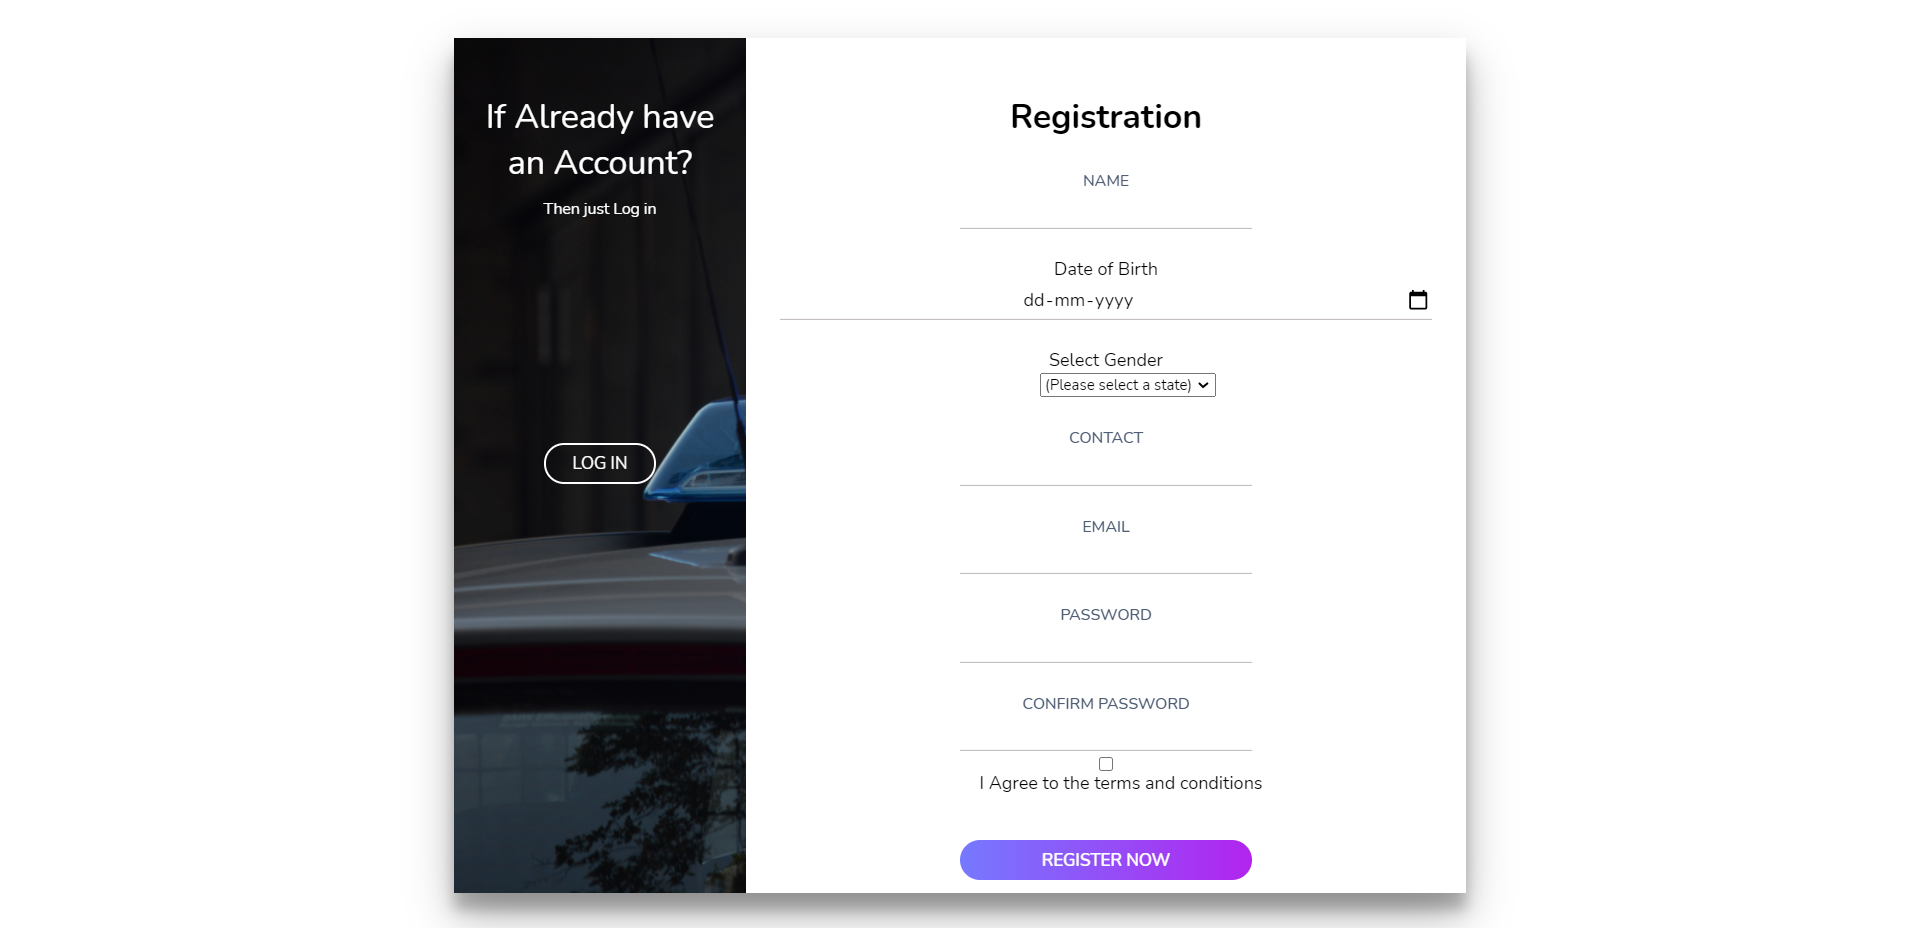 If Already have
an Account?
Then just Log in
LOG IN
Registration
NAME
Date of Birth
dd-mm-yyyy
Select Gender
(Please select a state)
CONTACT
EMAIL
PASSWORD
CONFIRM PASSWORD
I Agree to the terms and conditions
REGISTER NOW